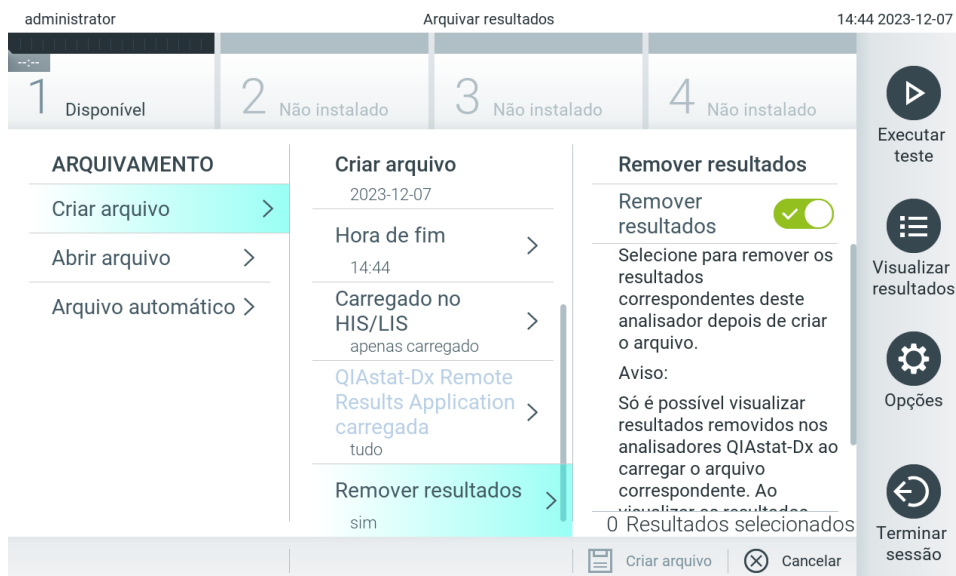 administrator
Arquivar resultados
14:44 2023-12-07
--:--
1 Disponível
2 Não instalado
3 Não instalado
4 Não instalado
ARQUIVAMENTO
Criar arquivo
Abrir arquivo
Arquivo automático
Criar arquivo
2023-12-07
Hora de fim
14:44
Carregado no
HIS/LIS
apenas carregado
QIAstat-Dx Remote
Results Application
carregada
tudo
Remover resultados
sim
Remover resultados
Remover
resultados
Selecione para remover os
resultados
correspondentes deste
analisador depois de criar
o arquivo.
Aviso:
Só é possível visualizar
resultados removidos nos
analisadores QIAstat-Dx ao
carregar o arquivo
correspondente. Ao
visualizar os resultados
0 Resultados selecionados
Criar arquivo
Cancelar
Executar
teste
Visualizar
resultados
Opções
Terminar
sessão